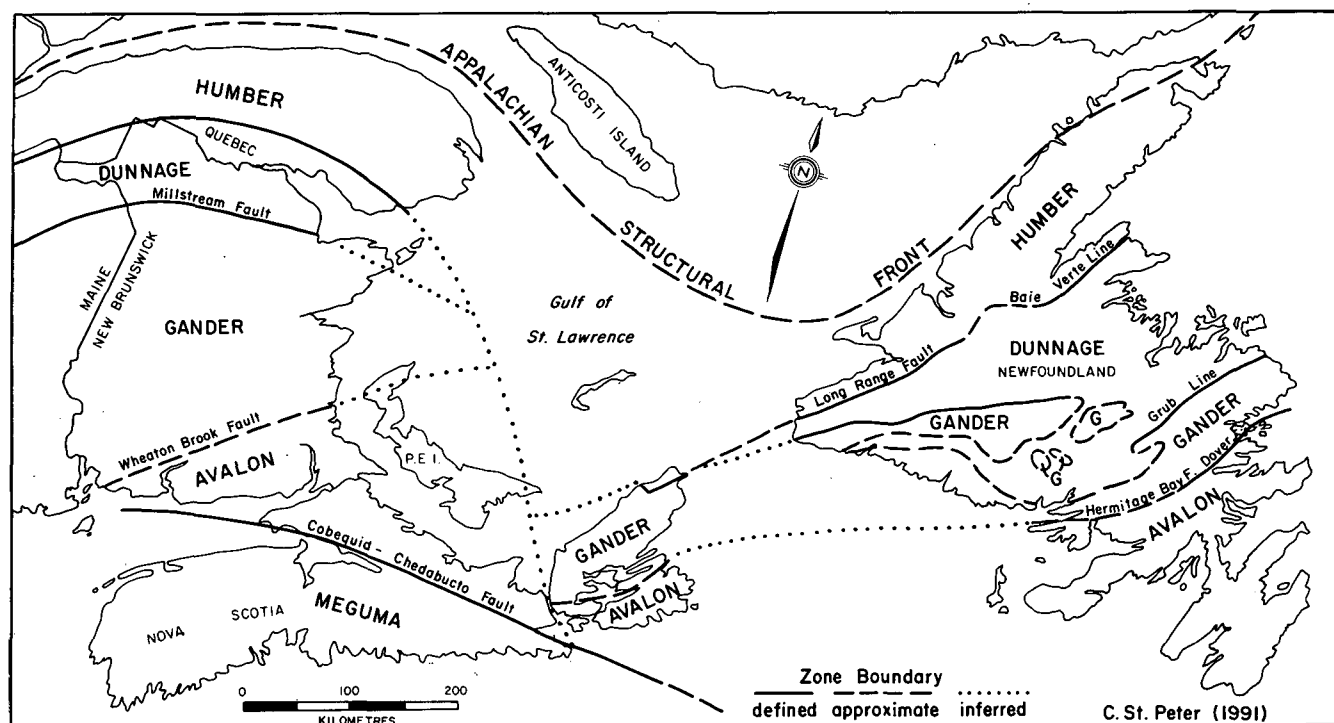 APPALACHIAN STRUCTURAL FRONT
ANTICOSTI ISLAND
HUMBER
QUEBEC
DUNNAGE
Millstream Fault
N
HUMBER
MAINE
NEW BRUNSWICK
GANDER
Gulf of
St. Lawrence
Baie Verte Line
Long Range Fault
DUNNAGE
NEWFOUNDLAND
Grub Line
GANDER
G
GANDER
G
Wheaton Brook Fault
AVALON
P.E.I.
Hermitage Bay F.
Dover F.
AVALON
Cobequid - Chedabucto Fault
GANDER
AVALON
MEGUMA
NOVA SCOTIA
0 100 200
KILOMETRES
Zone Boundary
defined approximate inferred
C. St. Peter (1991)